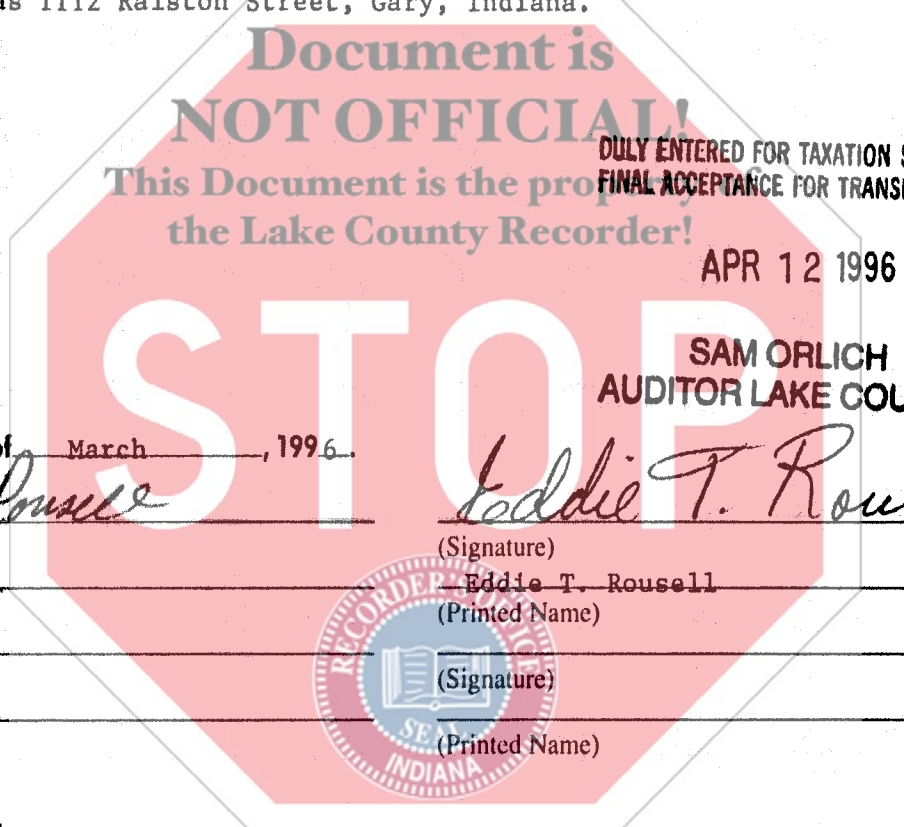 as 1112 Ralston Street, Gary, Indiana.
Document is
NOT OFFICIAL!
This Document is the property of
the Lake County Recorder!
DULY ENTERED FOR TAXATION S
FINAL ACCEPTANCE FOR TRANS
APR 12 1996
SAM ORLICH
AUDITOR LAKE COU
STOP
of March , 1996.
Rousell
Eddie T. Rou
(Signature)
Eddie T. Rousell
(Printed Name)
(Signature)
(Printed Name)
RECORDER'S OFFICE
SEAL
INDIANA